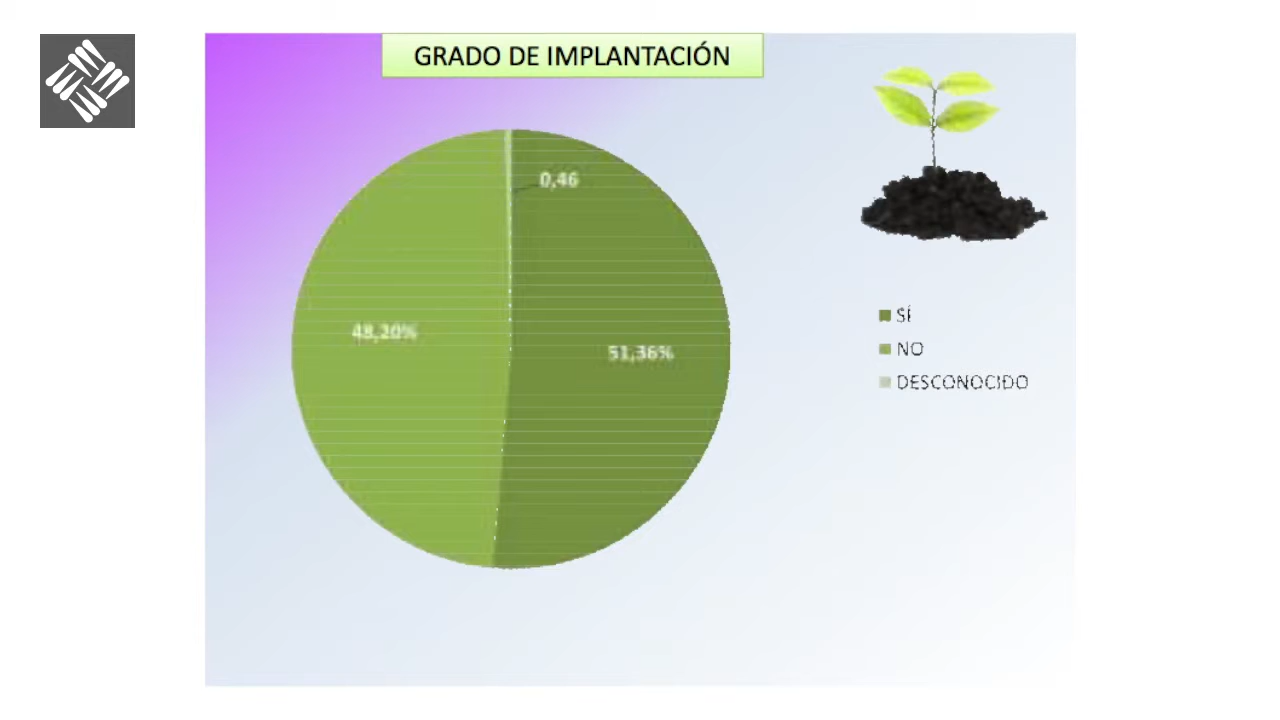 GRADO DE IMPLANTACIÓN
0,46
48,20%
51,36%
SÍ
NO
DESCONOCIDO